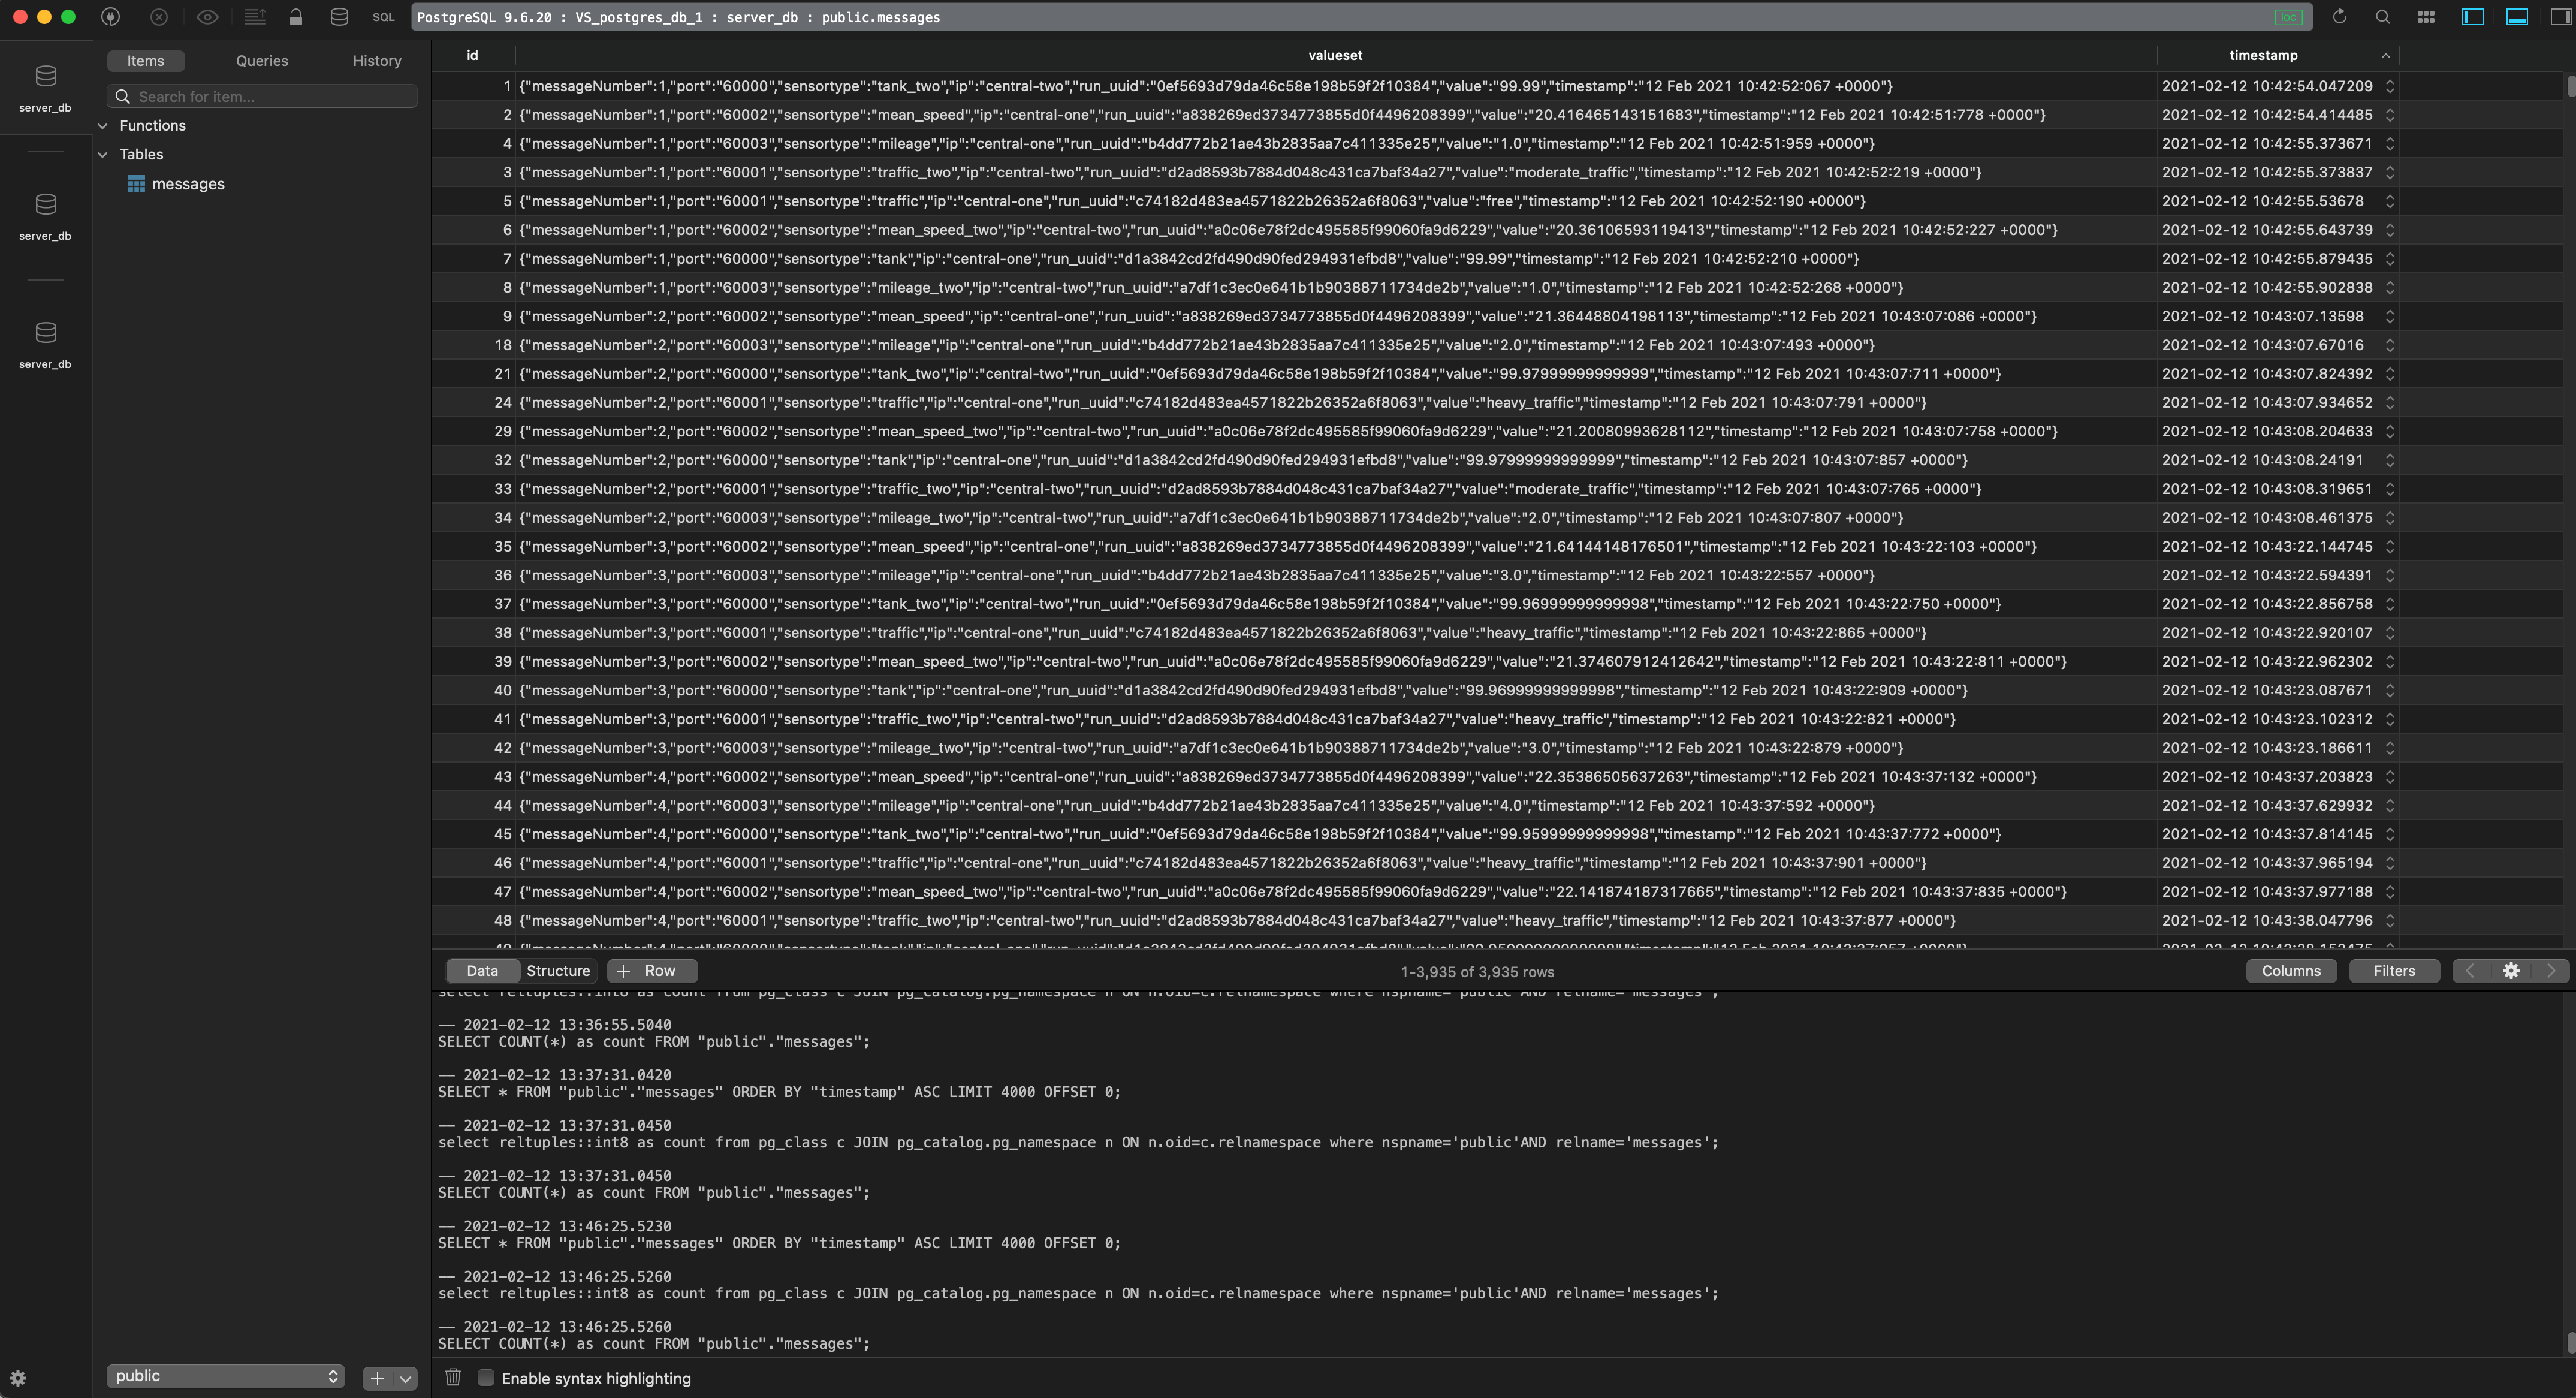 SQL
PostgreSQL 9.6.20 : VS_postgres_db_1 : server_db : public.messages
loc
server_db
server_db
server_db
Items Queries History
Search for item...
Functions
Tables
messages
id valueset timestamp
1 {"messageNumber":1,"port":"60000","sensortype":"tank_two","ip":"central-two","run_uuid":"0ef5693d79da46c58e198b59f2f10384","value":"99.99","timestamp":"12 Feb 2021 10:42:52:067 +0000"} 2021-02-12 10:42:54.047209
2 {"messageNumber":1,"port":"60002","sensortype":"mean_speed","ip":"central-one","run_uuid":"a838269ed3734773855d0f4496208399","value":"20.416465143151683","timestamp":"12 Feb 2021 10:42:51:778 +0000"} 2021-02-12 10:42:54.414485
4 {"messageNumber":1,"port":"60003","sensortype":"mileage","ip":"central-one","run_uuid":"b4dd772b21ae43b2835aa7c411335e25","value":"1.0","timestamp":"12 Feb 2021 10:42:51:959 +0000"} 2021-02-12 10:42:55.373671
3 {"messageNumber":1,"port":"60001","sensortype":"traffic_two","ip":"central-two","run_uuid":"d2ad8593b7884d048c431ca7baf34a27","value":"moderate_traffic","timestamp":"12 Feb 2021 10:42:52:219 +0000"} 2021-02-12 10:42:55.373837
5 {"messageNumber":1,"port":"60001","sensortype":"traffic","ip":"central-one","run_uuid":"c74182d483ea4571822b26352a6f8063","value":"free","timestamp":"12 Feb 2021 10:42:52:190 +0000"} 2021-02-12 10:42:55.53678
6 {"messageNumber":1,"port":"60002","sensortype":"mean_speed_two","ip":"central-two","run_uuid":"a0c06e78f2dc495585f99060fa9d6229","value":"20.36106593119413","timestamp":"12 Feb 2021 10:42:52:227 +0000"} 2021-02-12 10:42:55.643739
7 {"messageNumber":1,"port":"60000","sensortype":"tank","ip":"central-one","run_uuid":"d1a3842cd2fd490d90fed294931efbd8","value":"99.99","timestamp":"12 Feb 2021 10:42:52:210 +0000"} 2021-02-12 10:42:55.879435
8 {"messageNumber":1,"port":"60003","sensortype":"mileage_two","ip":"central-two","run_uuid":"a7df1c3ec0e641b1b90388711734de2b","value":"1.0","timestamp":"12 Feb 2021 10:42:52:268 +0000"} 2021-02-12 10:42:55.902838
9 {"messageNumber":2,"port":"60002","sensortype":"mean_speed","ip":"central-one","run_uuid":"a838269ed3734773855d0f4496208399","value":"21.36448804198113","timestamp":"12 Feb 2021 10:43:07:086 +0000"} 2021-02-12 10:43:07.13598
18 {"messageNumber":2,"port":"60003","sensortype":"mileage","ip":"central-one","run_uuid":"b4dd772b21ae43b2835aa7c411335e25","value":"2.0","timestamp":"12 Feb 2021 10:43:07:493 +0000"} 2021-02-12 10:43:07.67016
21 {"messageNumber":2,"port":"60000","sensortype":"tank_two","ip":"central-two","run_uuid":"0ef5693d79da46c58e198b59f2f10384","value":"99.97999999999999","timestamp":"12 Feb 2021 10:43:07:711 +0000"} 2021-02-12 10:43:07.824392
24 {"messageNumber":2,"port":"60001","sensortype":"traffic","ip":"central-one","run_uuid":"c74182d483ea4571822b26352a6f8063","value":"heavy_traffic","timestamp":"12 Feb 2021 10:43:07:791 +0000"} 2021-02-12 10:43:07.934652
29 {"messageNumber":2,"port":"60002","sensortype":"mean_speed_two","ip":"central-two","run_uuid":"a0c06e78f2dc495585f99060fa9d6229","value":"21.20080993628112","timestamp":"12 Feb 2021 10:43:07:758 +0000"} 2021-02-12 10:43:08.204633
32 {"messageNumber":2,"port":"60000","sensortype":"tank","ip":"central-one","run_uuid":"d1a3842cd2fd490d90fed294931efbd8","value":"99.97999999999999","timestamp":"12 Feb 2021 10:43:07:857 +0000"} 2021-02-12 10:43:08.24191
33 {"messageNumber":2,"port":"60001","sensortype":"traffic_two","ip":"central-two","run_uuid":"d2ad8593b7884d048c431ca7baf34a27","value":"moderate_traffic","timestamp":"12 Feb 2021 10:43:07:765 +0000"} 2021-02-12 10:43:08.319651
34 {"messageNumber":2,"port":"60003","sensortype":"mileage_two","ip":"central-two","run_uuid":"a7df1c3ec0e641b1b90388711734de2b","value":"2.0","timestamp":"12 Feb 2021 10:43:07:807 +0000"} 2021-02-12 10:43:08.461375
35 {"messageNumber":3,"port":"60002","sensortype":"mean_speed","ip":"central-one","run_uuid":"a838269ed3734773855d0f4496208399","value":"21.64144148176501","timestamp":"12 Feb 2021 10:43:22:103 +0000"} 2021-02-12 10:43:22.144745
36 {"messageNumber":3,"port":"60003","sensortype":"mileage","ip":"central-one","run_uuid":"b4dd772b21ae43b2835aa7c411335e25","value":"3.0","timestamp":"12 Feb 2021 10:43:22:557 +0000"} 2021-02-12 10:43:22.594391
37 {"messageNumber":3,"port":"60000","sensortype":"tank_two","ip":"central-two","run_uuid":"0ef5693d79da46c58e198b59f2f10384","value":"99.96999999999998","timestamp":"12 Feb 2021 10:43:22:750 +0000"} 2021-02-12 10:43:22.856758
38 {"messageNumber":3,"port":"60001","sensortype":"traffic","ip":"central-one","run_uuid":"c74182d483ea4571822b26352a6f8063","value":"heavy_traffic","timestamp":"12 Feb 2021 10:43:22:865 +0000"} 2021-02-12 10:43:22.920107
39 {"messageNumber":3,"port":"60002","sensortype":"mean_speed_two","ip":"central-two","run_uuid":"a0c06e78f2dc495585f99060fa9d6229","value":"21.374607912412642","timestamp":"12 Feb 2021 10:43:22:811 +0000"} 2021-02-12 10:43:22.962302
40 {"messageNumber":3,"port":"60000","sensortype":"tank","ip":"central-one","run_uuid":"d1a3842cd2fd490d90fed294931efbd8","value":"99.96999999999998","timestamp":"12 Feb 2021 10:43:22:909 +0000"} 2021-02-12 10:43:23.087671
41 {"messageNumber":3,"port":"60001","sensortype":"traffic_two","ip":"central-two","run_uuid":"d2ad8593b7884d048c431ca7baf34a27","value":"heavy_traffic","timestamp":"12 Feb 2021 10:43:22:821 +0000"} 2021-02-12 10:43:23.102312
42 {"messageNumber":3,"port":"60003","sensortype":"mileage_two","ip":"central-two","run_uuid":"a7df1c3ec0e641b1b90388711734de2b","value":"3.0","timestamp":"12 Feb 2021 10:43:22:879 +0000"} 2021-02-12 10:43:23.186611
43 {"messageNumber":4,"port":"60002","sensortype":"mean_speed","ip":"central-one","run_uuid":"a838269ed3734773855d0f4496208399","value":"22.35386505637263","timestamp":"12 Feb 2021 10:43:37:132 +0000"} 2021-02-12 10:43:37.203823
44 {"messageNumber":4,"port":"60003","sensortype":"mileage","ip":"central-one","run_uuid":"b4dd772b21ae43b2835aa7c411335e25","value":"4.0","timestamp":"12 Feb 2021 10:43:37:592 +0000"} 2021-02-12 10:43:37.629932
45 {"messageNumber":4,"port":"60000","sensortype":"tank_two","ip":"central-two","run_uuid":"0ef5693d79da46c58e198b59f2f10384","value":"99.95999999999998","timestamp":"12 Feb 2021 10:43:37:772 +0000"} 2021-02-12 10:43:37.814145
46 {"messageNumber":4,"port":"60001","sensortype":"traffic","ip":"central-one","run_uuid":"c74182d483ea4571822b26352a6f8063","value":"heavy_traffic","timestamp":"12 Feb 2021 10:43:37:901 +0000"} 2021-02-12 10:43:37.965194
47 {"messageNumber":4,"port":"60002","sensortype":"mean_speed_two","ip":"central-two","run_uuid":"a0c06e78f2dc495585f99060fa9d6229","value":"22.141874187317665","timestamp":"12 Feb 2021 10:43:37:835 +0000"} 2021-02-12 10:43:37.977188
48 {"messageNumber":4,"port":"60001","sensortype":"traffic_two","ip":"central-two","run_uuid":"d2ad8593b7884d048c431ca7baf34a27","value":"heavy_traffic","timestamp":"12 Feb 2021 10:43:37:877 +0000"} 2021-02-12 10:43:38.047796
49 {"messageNumber":4,"port":"60000","sensortype":"tank","ip":"central-one","run_uuid":"d1a3842cd2fd490d90fed294931efbd8","value":"99.95999999999998","timestamp":"12 Feb 2021 10:43:37:957 +0000"} 2021-02-12 10:43:38.153475
Data Structure + Row 1-3,935 of 3,935 rows Columns Filters
select reltuples::int8 as count from pg_class c JOIN pg_catalog.pg_namespace n ON n.oid=c.relnamespace where nspname='public'AND relname='messages';
-- 2021-02-12 13:36:55.5040
SELECT COUNT(*) as count FROM "public"."messages";
-- 2021-02-12 13:37:31.0420
SELECT * FROM "public"."messages" ORDER BY "timestamp" ASC LIMIT 4000 OFFSET 0;
-- 2021-02-12 13:37:31.0450
select reltuples::int8 as count from pg_class c JOIN pg_catalog.pg_namespace n ON n.oid=c.relnamespace where nspname='public'AND relname='messages';
-- 2021-02-12 13:37:31.0450
SELECT COUNT(*) as count FROM "public"."messages";
-- 2021-02-12 13:46:25.5230
SELECT * FROM "public"."messages" ORDER BY "timestamp" ASC LIMIT 4000 OFFSET 0;
-- 2021-02-12 13:46:25.5260
select reltuples::int8 as count from pg_class c JOIN pg_catalog.pg_namespace n ON n.oid=c.relnamespace where nspname='public'AND relname='messages';
-- 2021-02-12 13:46:25.5260
SELECT COUNT(*) as count FROM "public"."messages";
public
Enable syntax highlighting